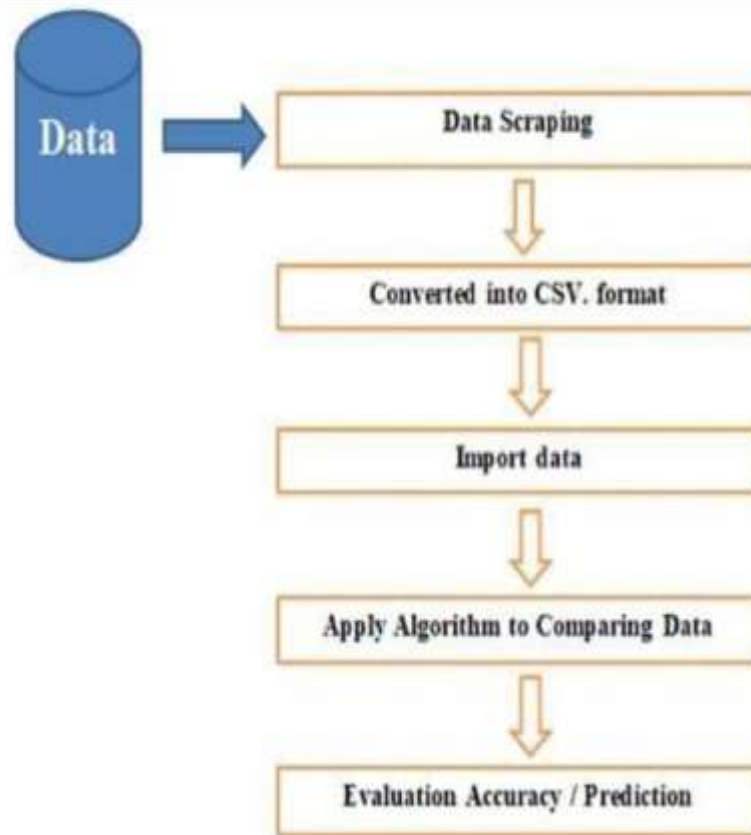 Data
Data Scraping
Converted into CSV. format
Import data
Apply Algorithm to Comparing Data
Evaluation Accuracy / Prediction